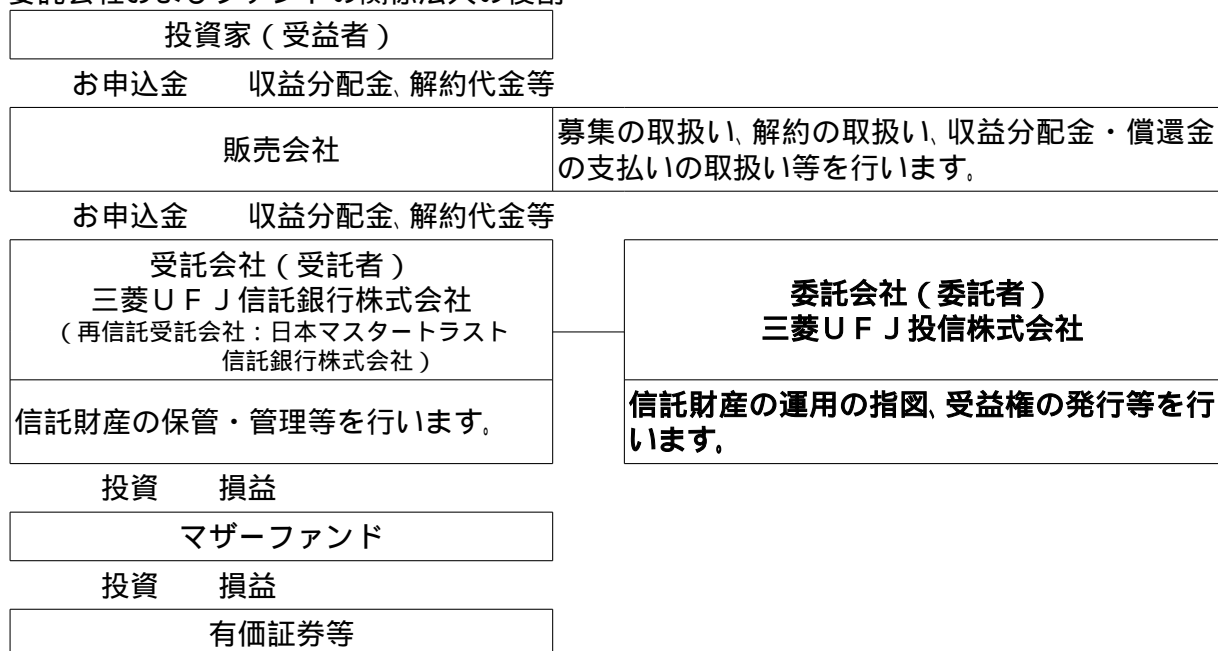 投資家（受益者）
お申込金　　収益分配金、解約代金等
販売会社
募集の取扱い、解約の取扱い、収益分配金・償還金
の支払いの取扱い等を行います。
お申込金　　収益分配金、解約代金等
受託会社（受託者）
三菱ＵＦＪ信託銀行株式会社
（再信託受託会社：日本マスタートラスト
信託銀行株式会社）
委託会社（委託者）
三菱ＵＦＪ投信株式会社
信託財産の保管・管理等を行います。
信託財産の運用の指図、受益権の発行等を行
います。
投資　　損益
マザーファンド
投資　　損益
有価証券等